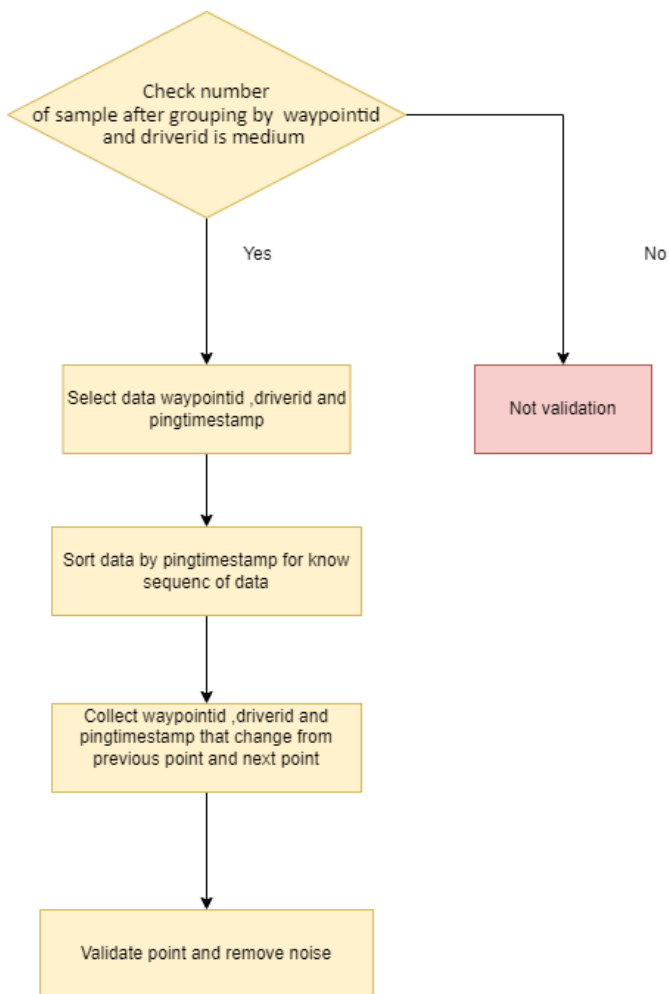 Check number
of sample after grouping by  waypointid
and driverid is medium
Yes
No
Select data waypointid ,driverid and
pingtimestamp
Not validation
Sort data by pingtimestamp for know
sequenc of data
Collect waypointid ,driverid and
pingtimestamp that change from
previous point and next point
Validate point and remove noise